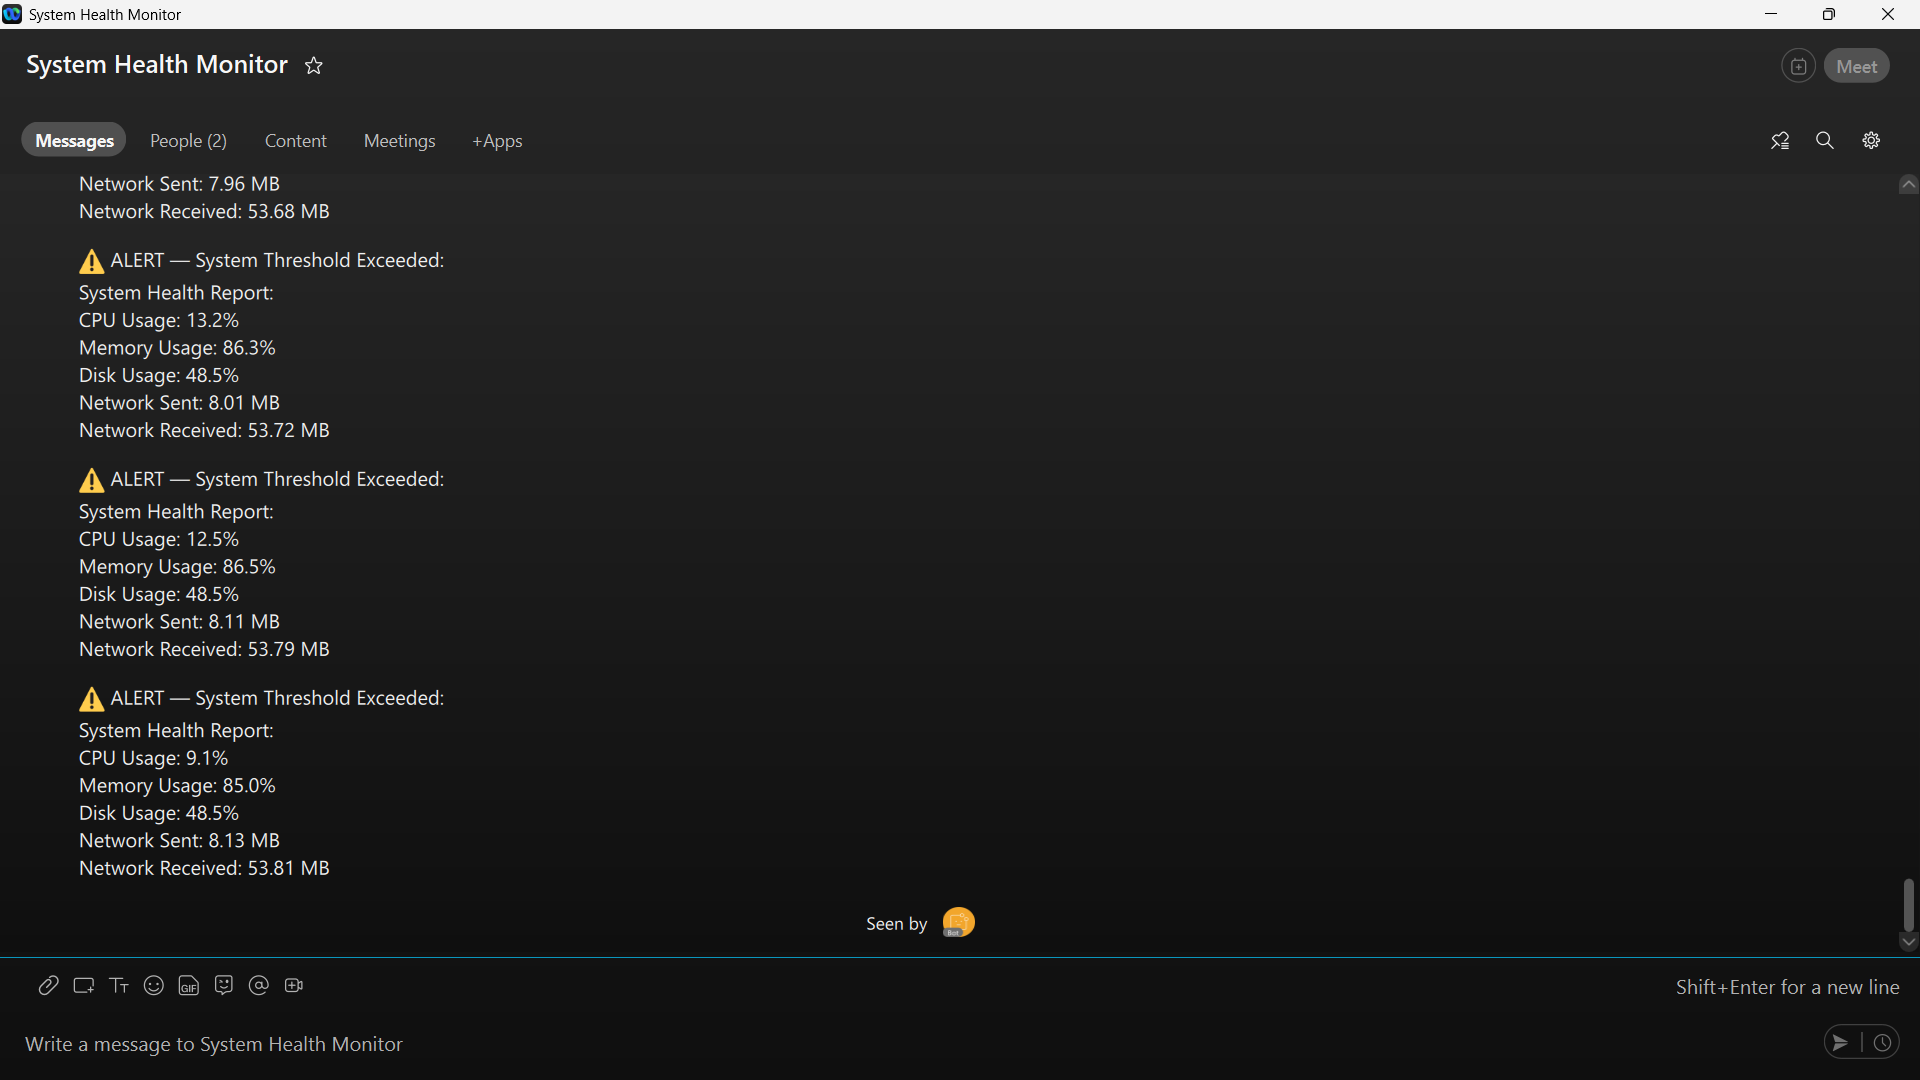 System Health Monitor
System Health Monitor
Meet
Messages
People (2)
Content
Meetings
+Apps
Network Sent: 7.96 MB
Network Received: 53.68 MB
ALERT — System Threshold Exceeded:
System Health Report:
CPU Usage: 13.2%
Memory Usage: 86.3%
Disk Usage: 48.5%
Network Sent: 8.01 MB
Network Received: 53.72 MB
ALERT — System Threshold Exceeded:
System Health Report:
CPU Usage: 12.5%
Memory Usage: 86.5%
Disk Usage: 48.5%
Network Sent: 8.11 MB
Network Received: 53.79 MB
ALERT — System Threshold Exceeded:
System Health Report:
CPU Usage: 9.1%
Memory Usage: 85.0%
Disk Usage: 48.5%
Network Sent: 8.13 MB
Network Received: 53.81 MB
Seen by
Bot
GIF
Shift+Enter for a new line
Write a message to System Health Monitor